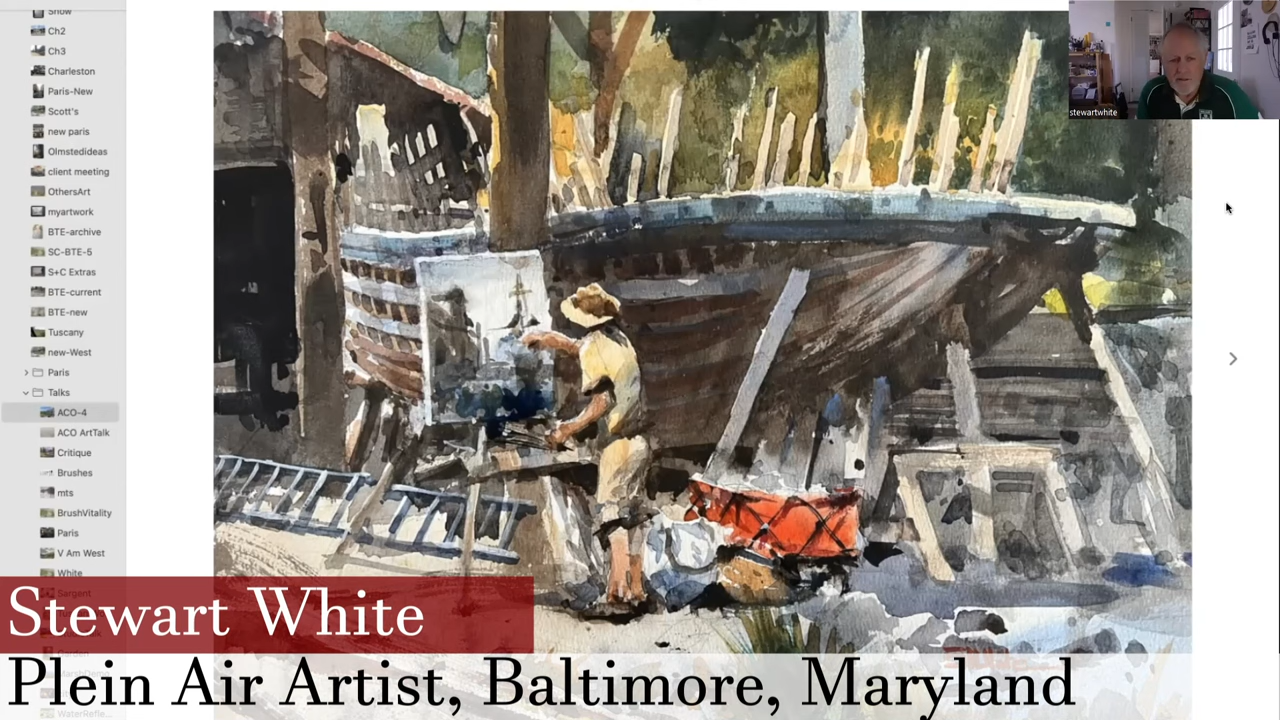 Show
Ch2
Ch3
Charleston
Paris-New
Scott's
new paris
Olmstedideas
client meeting
OthersArt
myartwork
BTE-archive
SC-BTE-5
S+C Extras
BTE-current
BTE-new
Tuscany
new-West
Paris
Talks
ACO-4
ACO ArtTalk
Critique
Brushes
mts
BrushVitality
Paris
V Am West
White
Sargent
stewartwhite
Stewart White
Plein Air Artist, Baltimore, Maryland
WaterRefle...